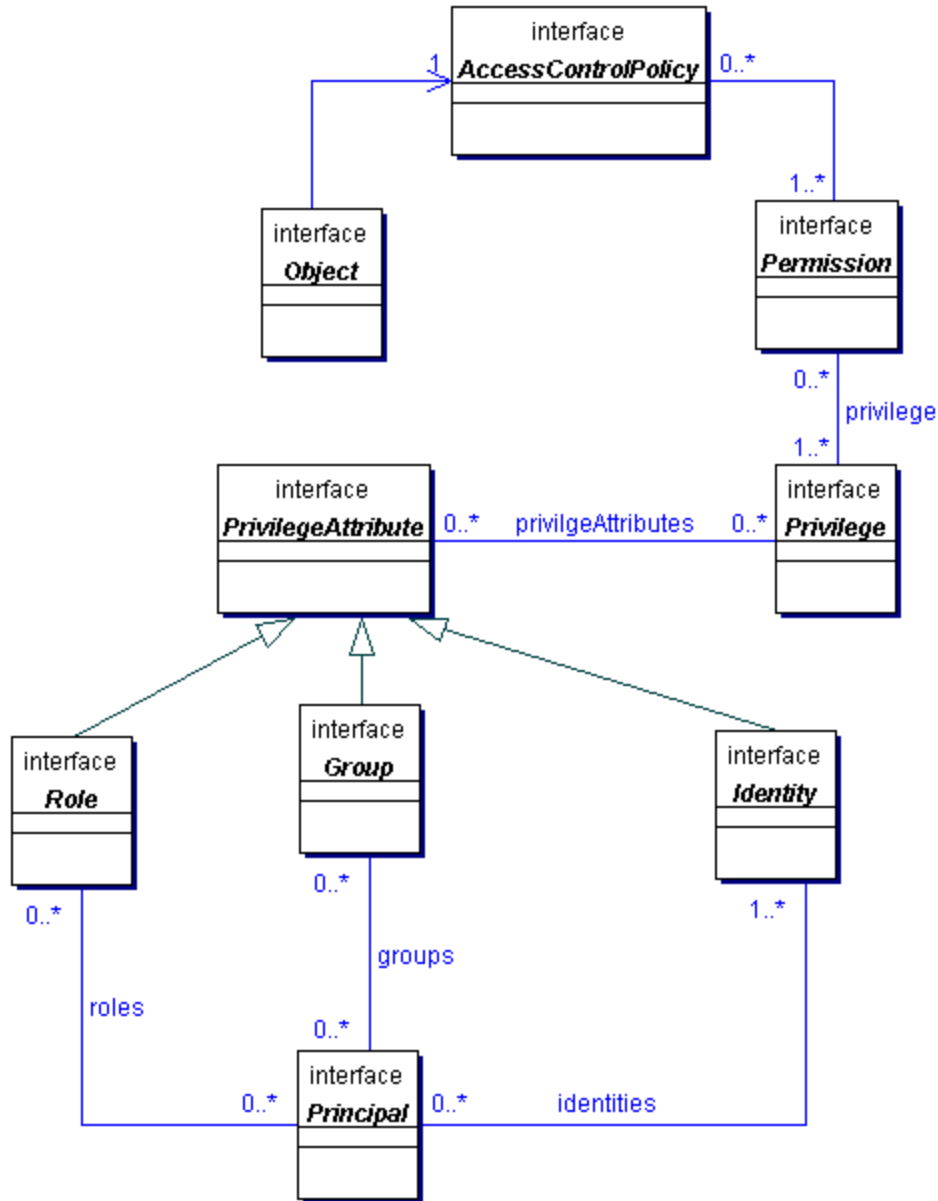 interface
AccessControlPolicy
1
0..*
1..*
interface
Object
interface
Permission
0..*
privilege
1..*
interface
PrivilegeAttribute
0..*
privilgeAttributes
0..*
interface
Privilege
interface
Role
interface
Group
interface
Identity
0..*
0..*
1..*
groups
roles
0..*
0..*
interface
Principal
0..*
identities